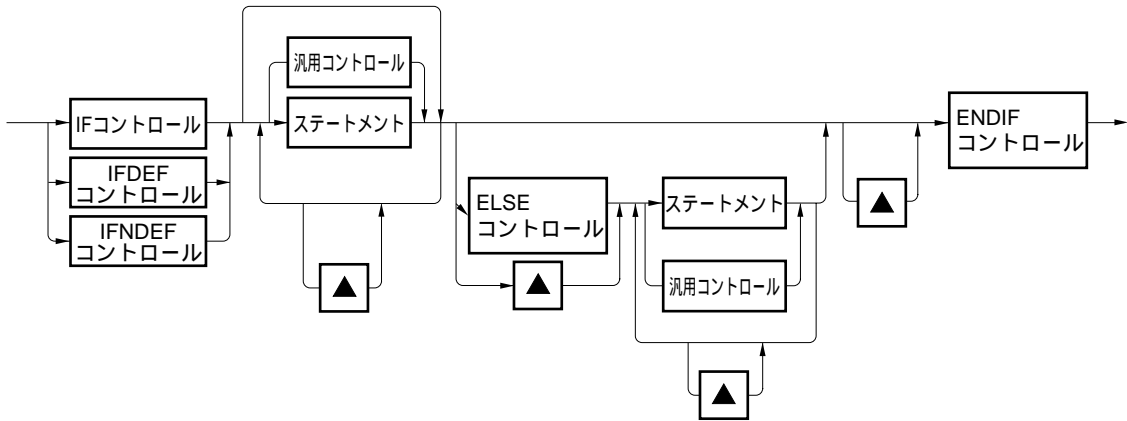 汎用コントロール
IFコントロール
ステートメント
ENDIF
コントロール
IFDEF
コントロール
IFNDEF
コントロール
ELSE
コントロール
ステートメント
汎用コントロール
▲
▲
▲
▲